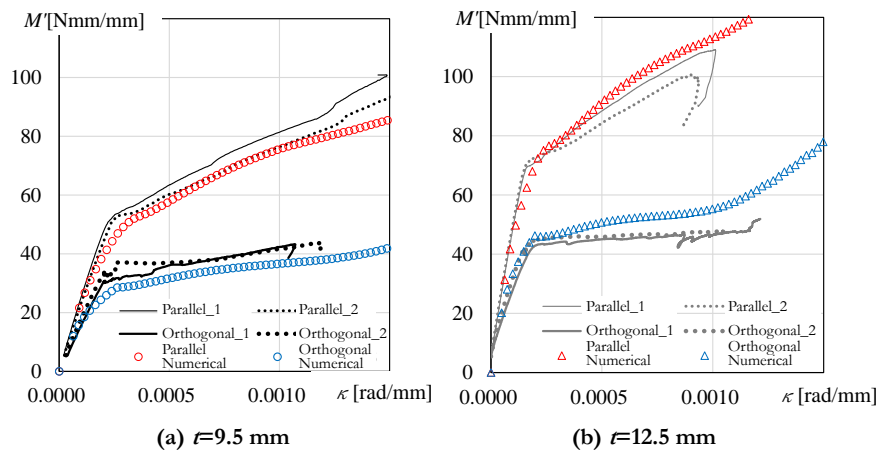 M'[Nmm/mm]
100
80
60
40
20
0
Parallel_1
Parallel_2
Orthogonal_1
Orthogonal_2
Parallel
Numerical
Orthogonal
Numerical
0.0000
0.0005
0.0010
κ [rad/mm]
(a) t=9.5 mm
M'[Nmm/mm]
100
80
60
40
20
0
Parallel_1
Parallel_2
Orthogonal_1
Orthogonal_2
Parallel
Numerical
Orthogonal
Numerical
0.0000
0.0005
0.0010
κ [rad/mm]
(b) t=12.5 mm